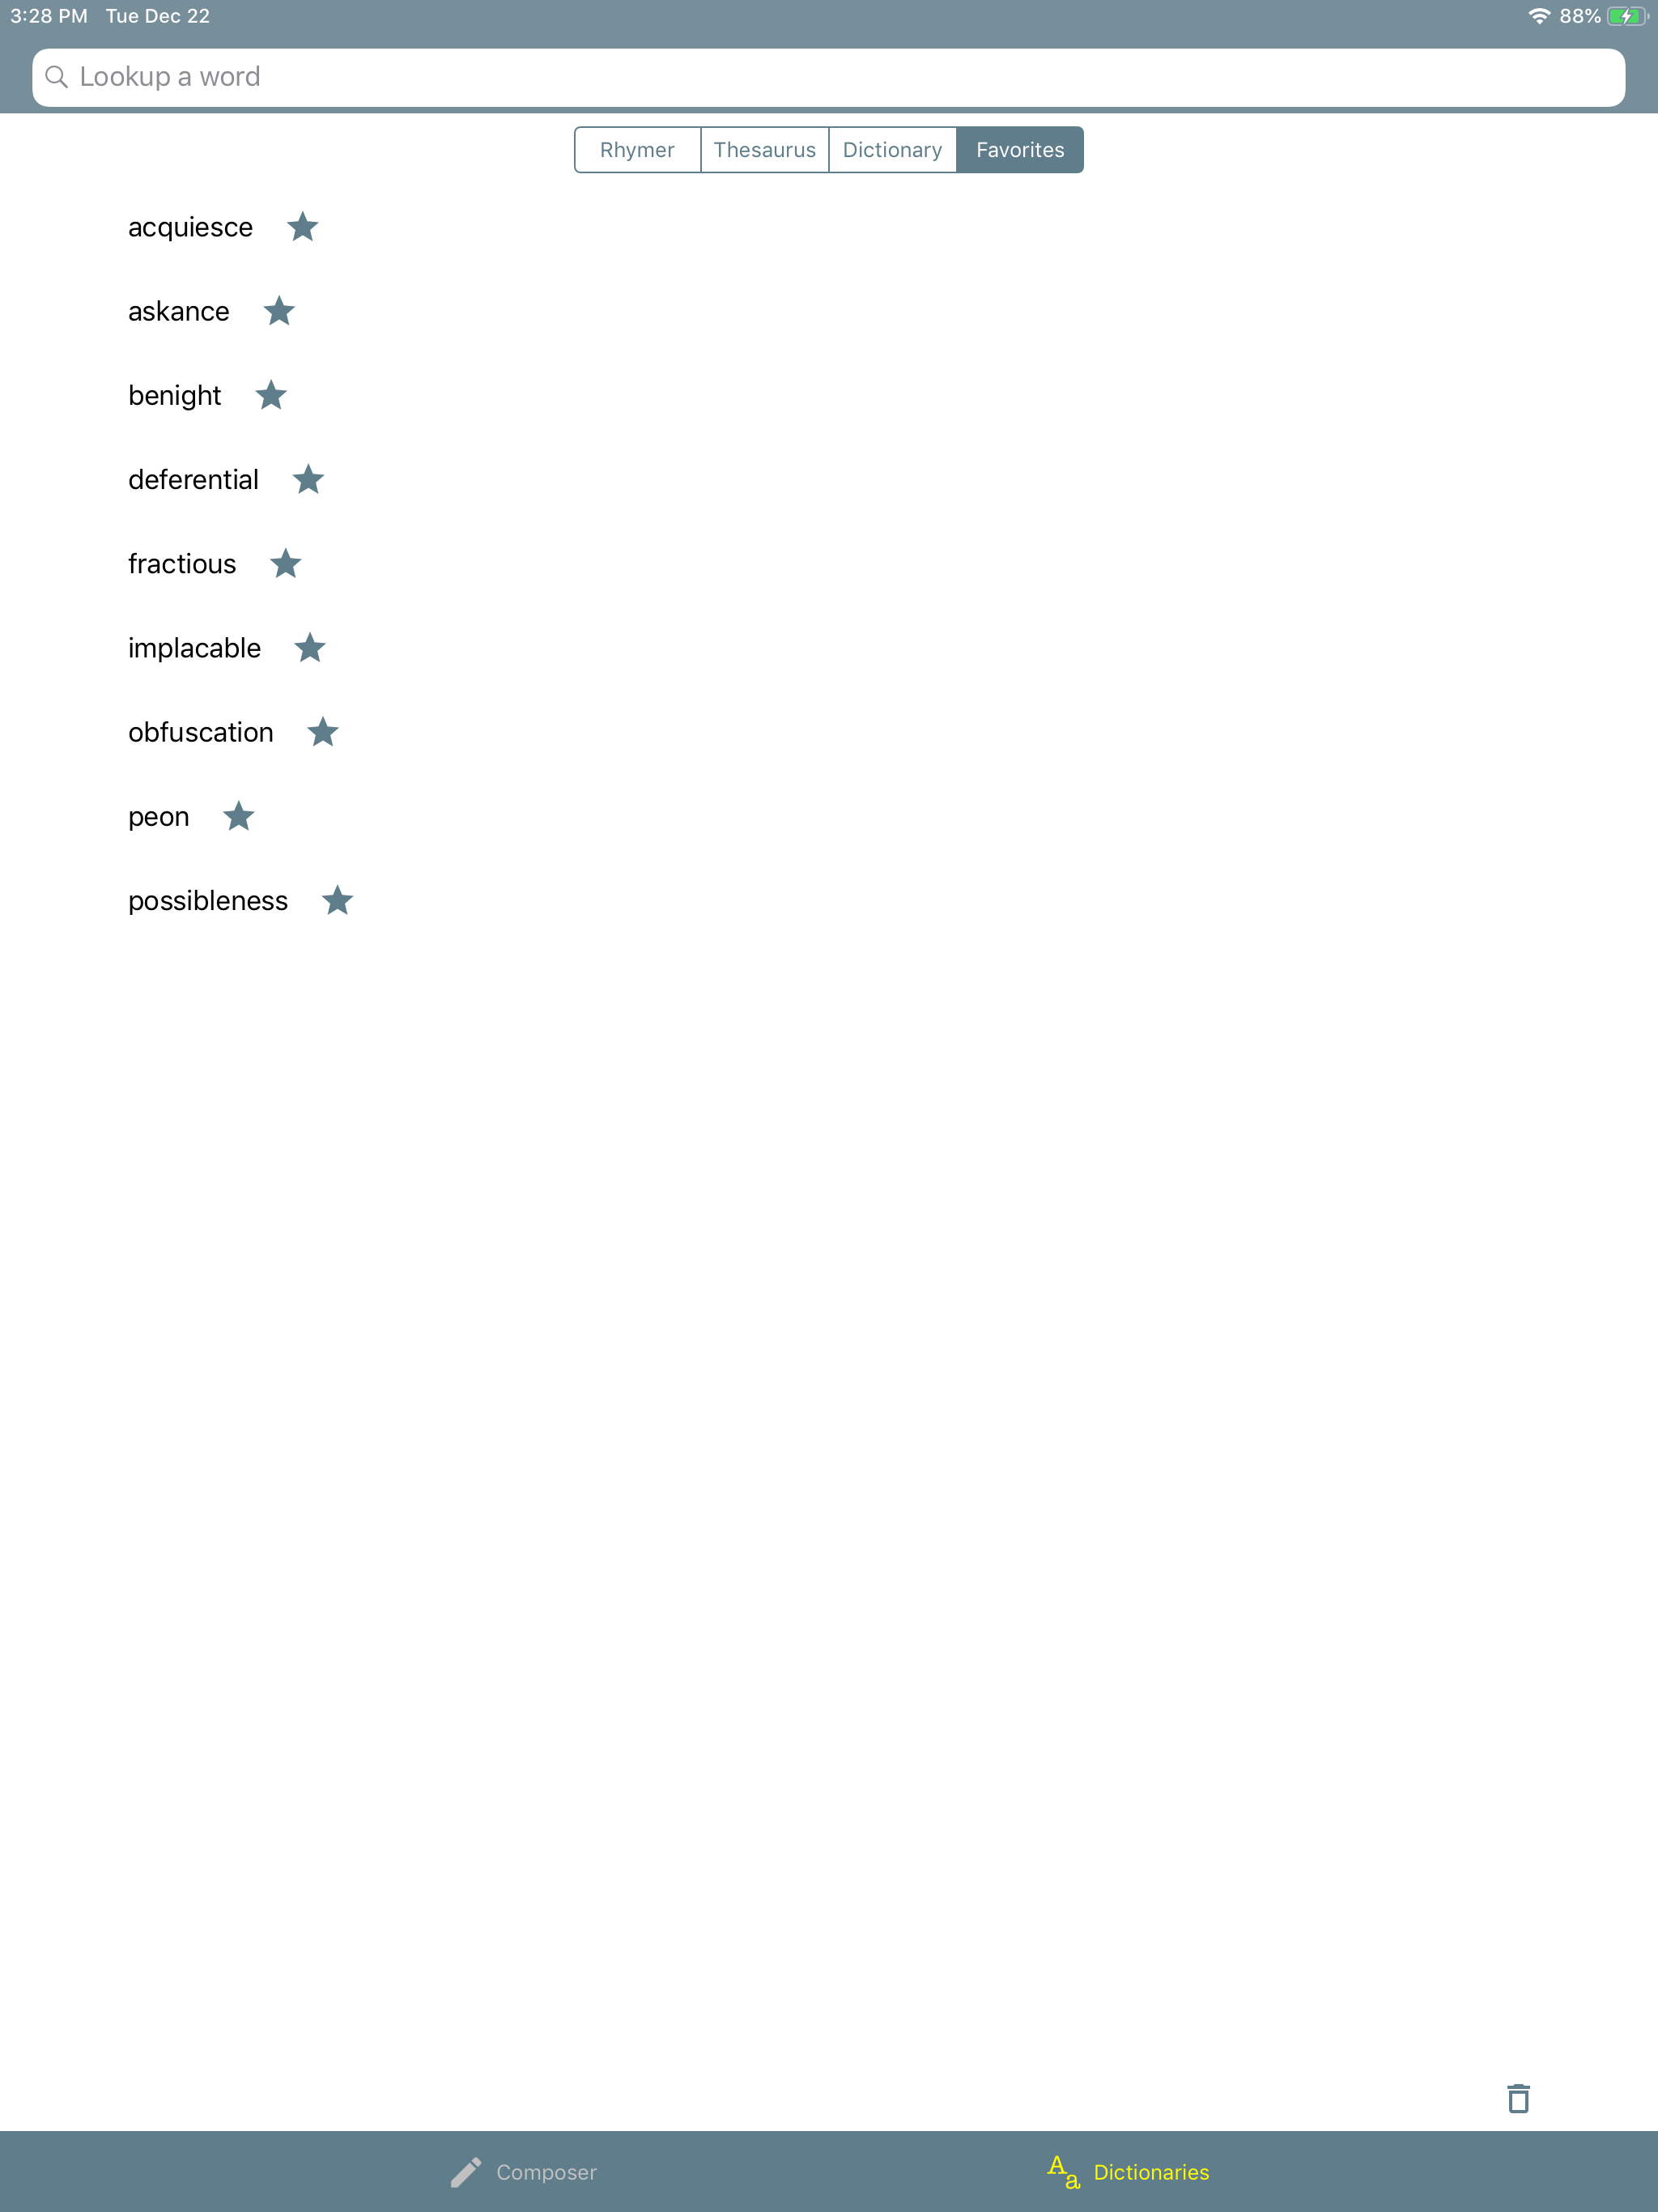 3:28 PM Tue Dec 22 88%
Lookup a word
Rhymer Thesaurus Dictionary Favorites
acquiesce
askance
benight
deferential
fractious
implacable
obfuscation
peon
possibleness
Composer Aa Dictionaries